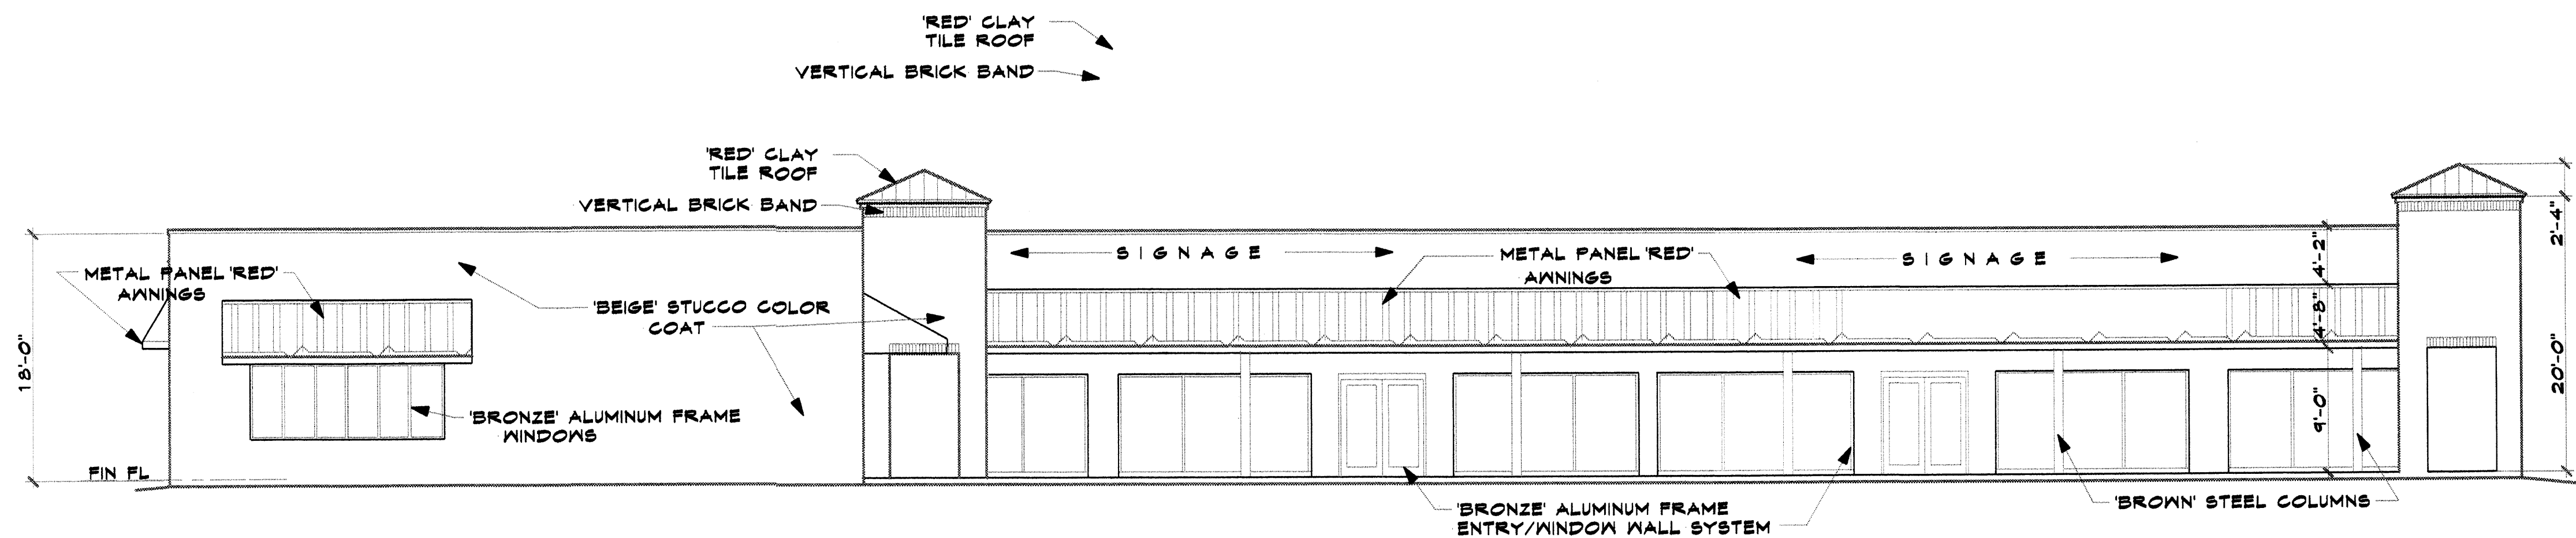 'RED' CLAY
TILE ROOF
VERTICAL BRICK BAND
'RED' CLAY
TILE ROOF
VERTICAL BRICK BAND
SIGNAGE
METAL PANEL 'RED'
AWNINGS
SIGNAGE
METAL PANEL 'RED'
AWNINGS
'BEIGE' STUCCO COLOR
COAT
'BRONZE' ALUMINUM FRAME
WINDOWS
FIN FL
18'-0"
4'-2"
4'-8"
9'-0"
2'-4"
20'-0"
'BRONZE' ALUMINUM FRAME
ENTRY/WINDOW WALL SYSTEM
'BROWN' STEEL COLUMNS